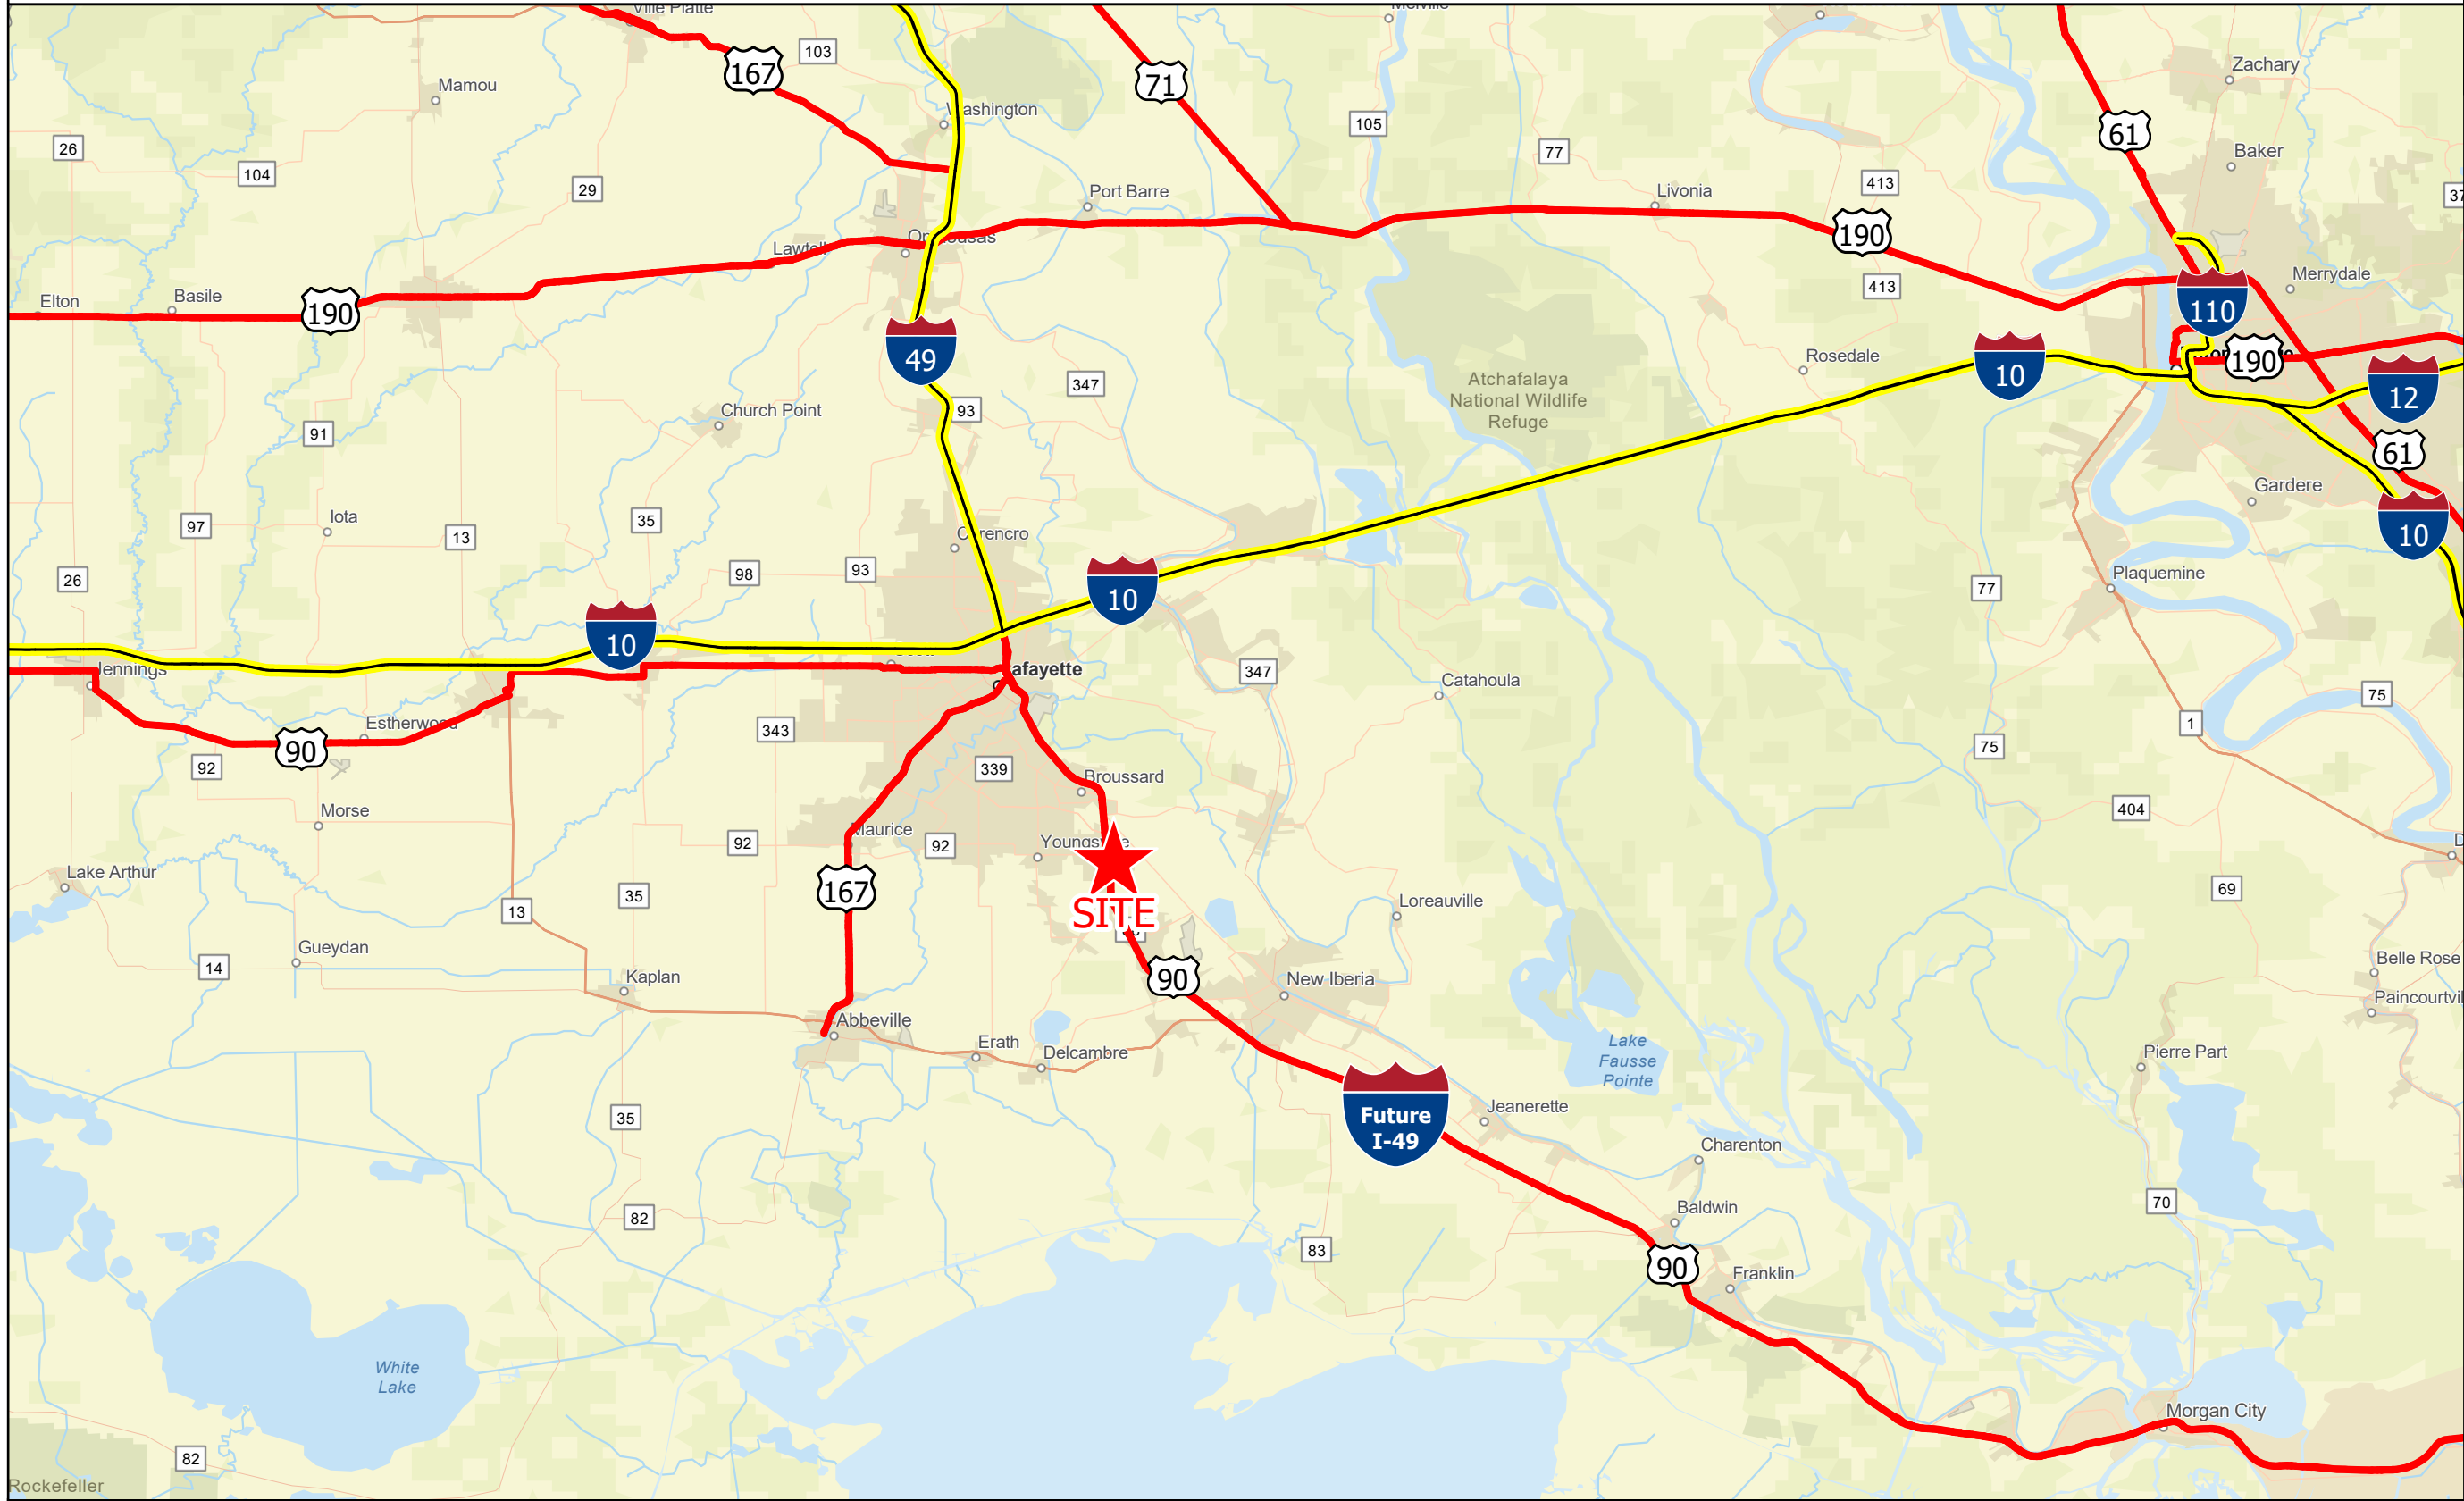 Ville Platte
167
103
71
Zachary
Mamou
61
Washington
105
26
77
Baker
104
29
Port Barre
Livonia
413
190
Lawtell
Merrydale
413
Elton
Basile
190
110
49
190
10
12
Rosedale
347
Atchafalaya
National Wildlife
Refuge
93
Church Point
91
61
Gardere
97
Iota
35
13
10
98
93
10
26
77
Plaquemine
10
Jennings
347
Catahoula
75
1
Estherwood
90
343
75
92
339
Broussard
Morse
404
Maurice
92
92
Youngsville
Lake Arthur
167
35
69
13
SITE
Loreauville
Gueydan
14
Kaplan
90
New Iberia
Belle Rose
Abbeville
Erath
Delcambre
Lake
Fausse
Pointe
Pierre Part
35
Future
I-49
Jeanerette
Charenton
82
Baldwin
70
83
90
Franklin
White
Lake
Morgan City
82
Rockefeller